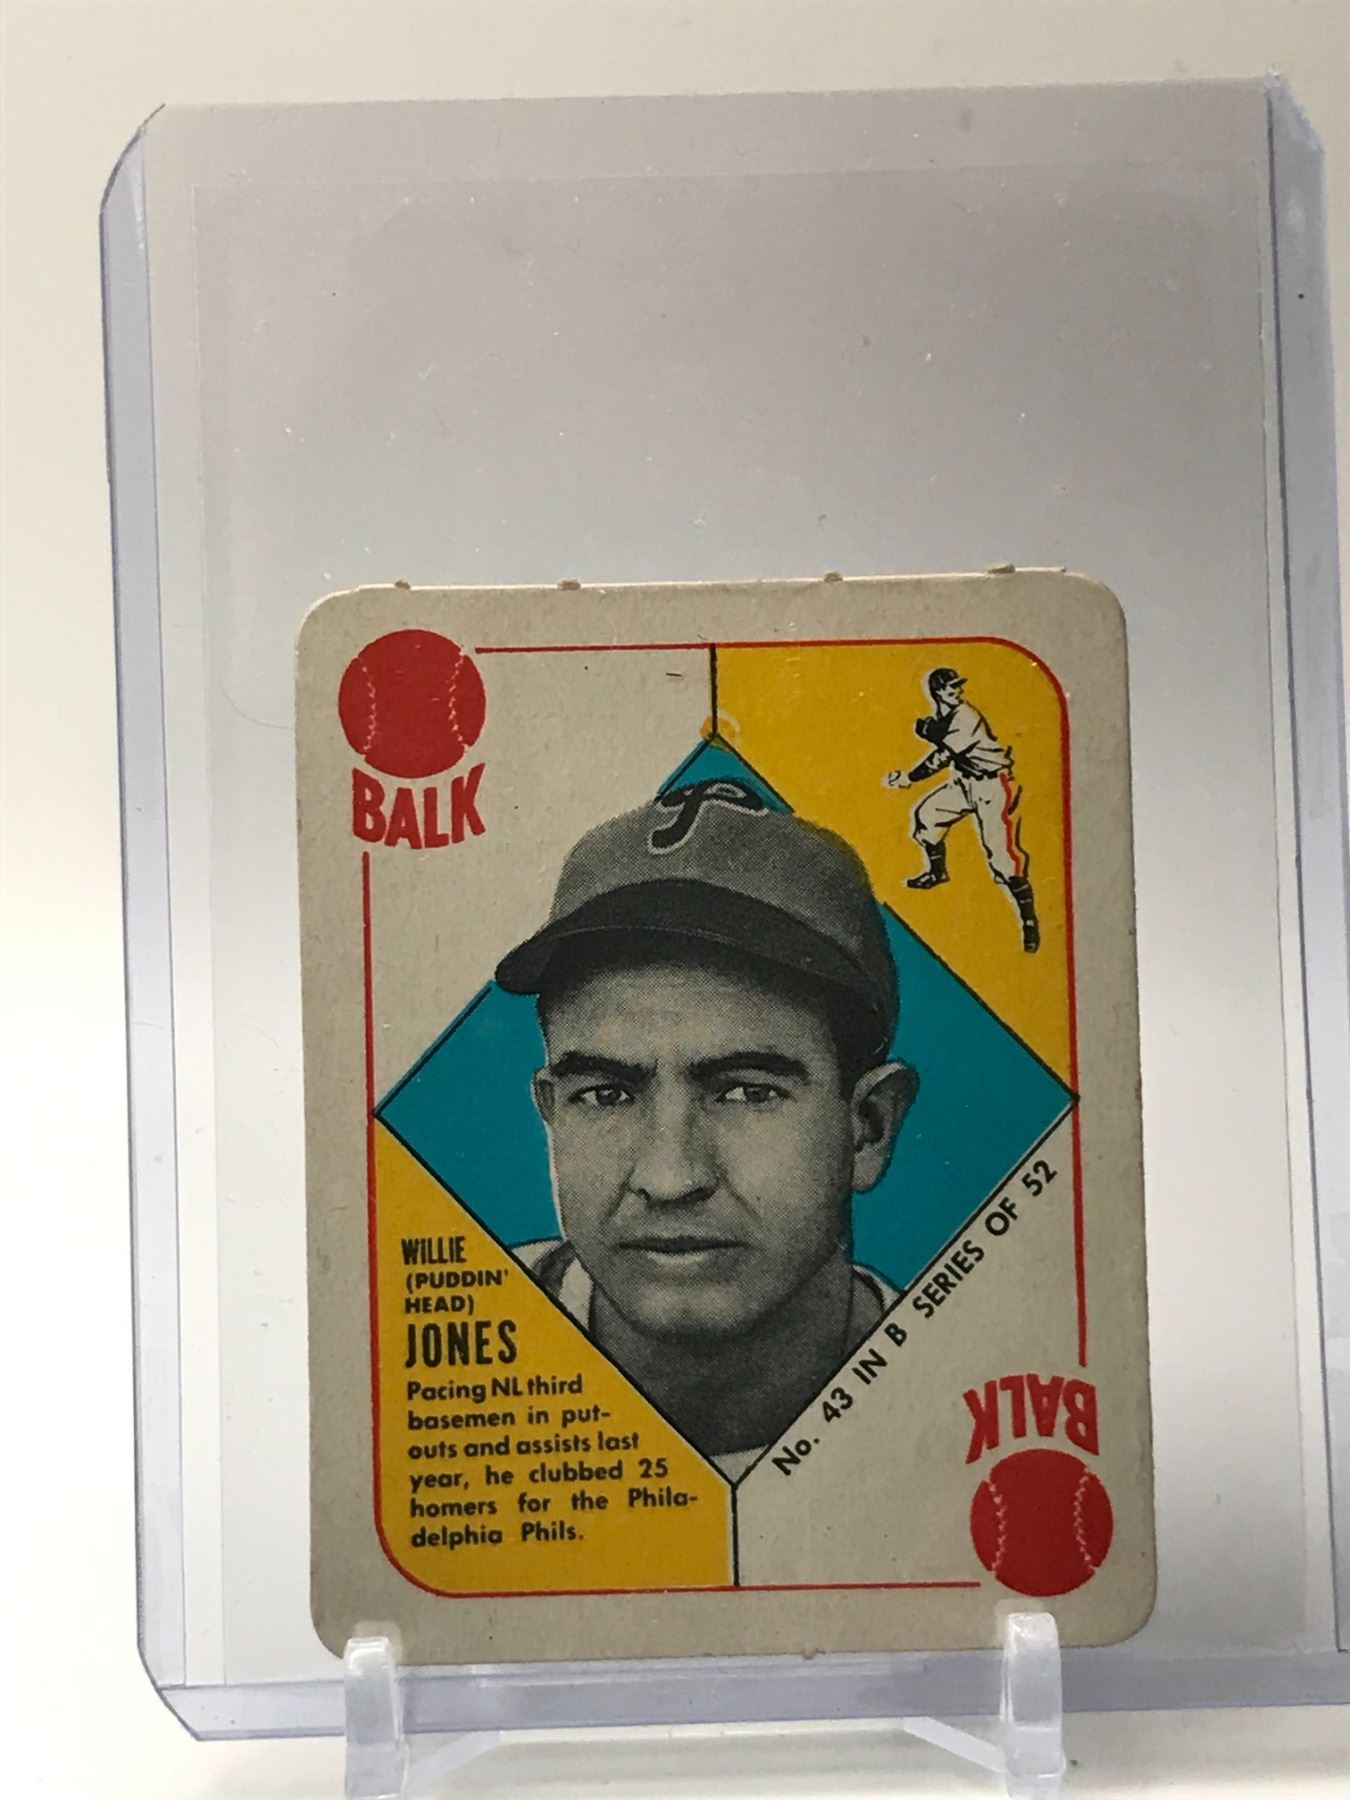 BALK
P
WiLLIE
(PUDDIN'
HEAD)
JONES
Pacing NL third
basemen in put-
outs and assists last
year, he clubbed 25
homers for the Phila-
delphia Phils.
No. 43 IN B SERIES OF 52
BALK